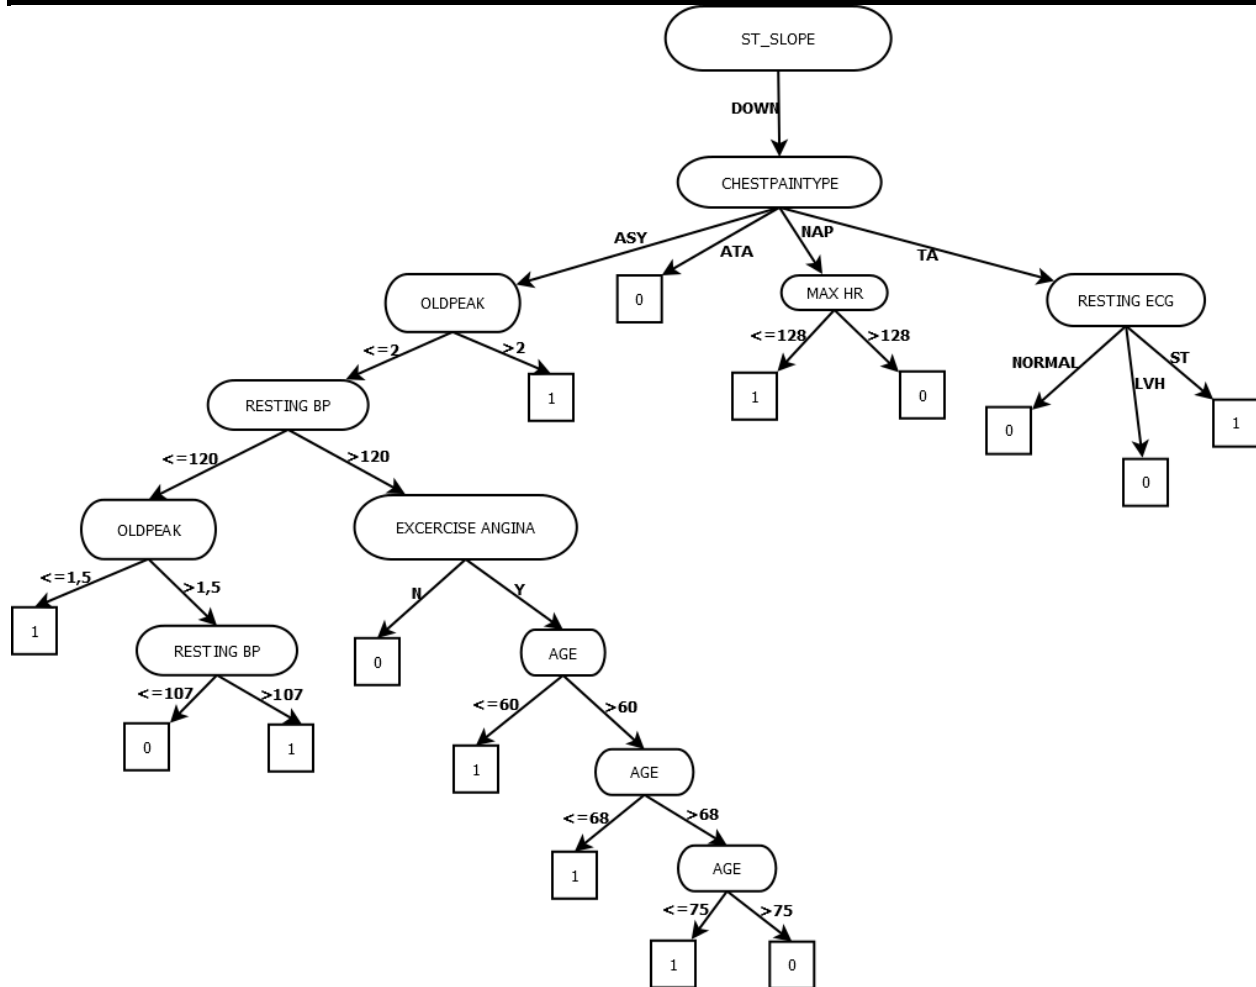 ST_SLOPE
DOWN
CHESTPAINTYPE
ASY
ATA
NAP
TA
OLDPEAK
0
MAX HR
RESTING ECG
<=2
>2
<=128
>128
NORMAL
LVH
ST
RESTING BP
1
1
0
0
0
1
<=120
>120
OLDPEAK
EXCERCISE ANGINA
<=1,5
>1,5
N
Y
1
RESTING BP
0
AGE
<=107
>107
<=60
>60
0
1
1
AGE
<=68
>68
1
AGE
<=75
>75
1
0